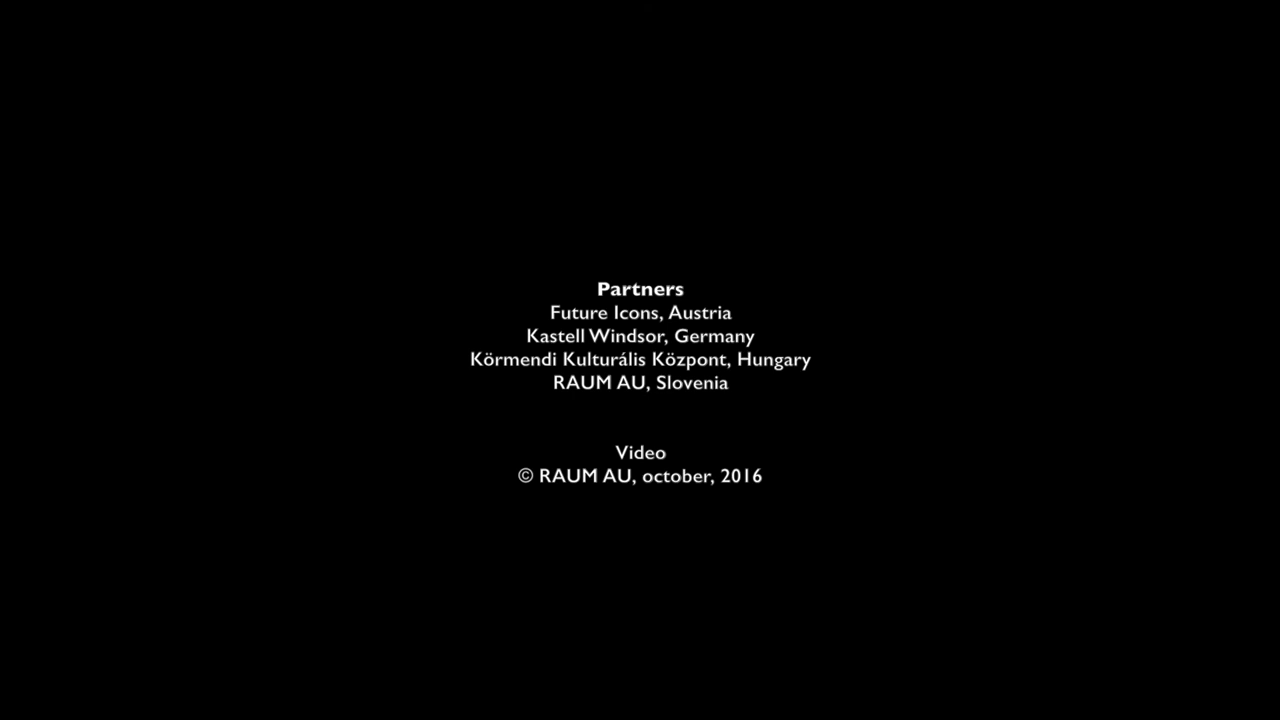 Partners
Future Icons, Austria
Kastell Windsor, Germany
Körmendi Kulturális Központ, Hungary
RAUM AU, Slovenia
Video
© RAUM AU, october, 2016